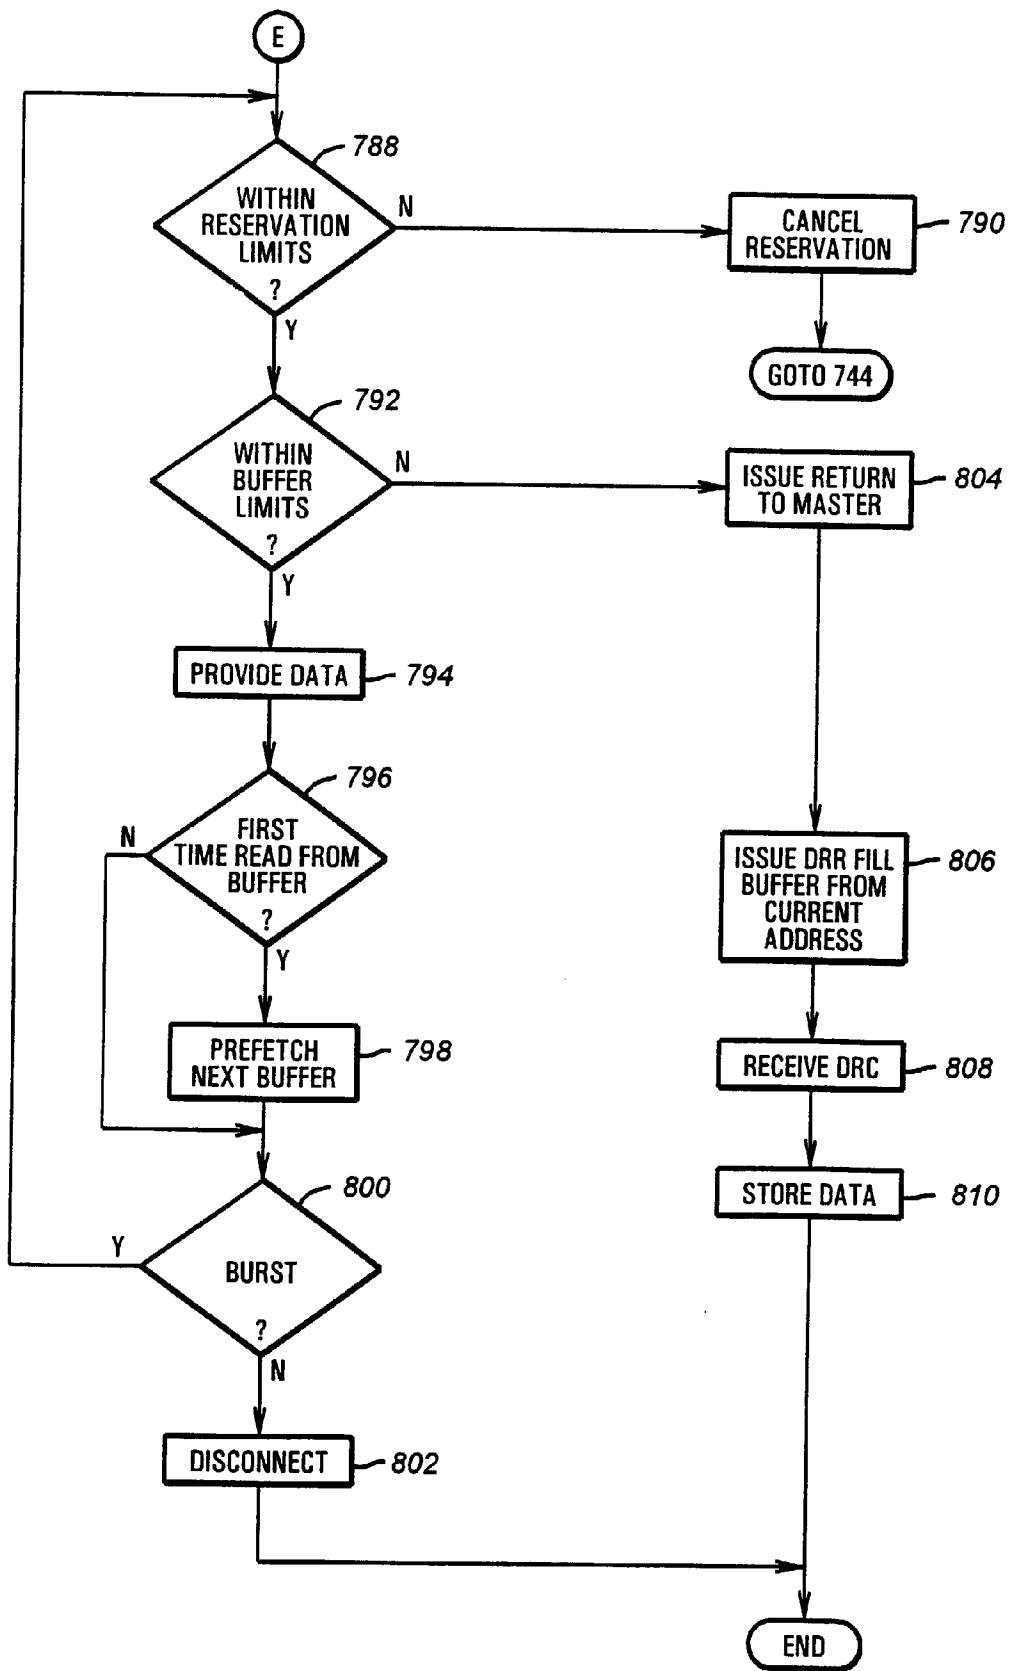 E
788
WITHIN
RESERVATION
LIMITS
?
N
Y
CANCEL
RESERVATION
790
GOTO 744
792
WITHIN
BUFFER
LIMITS
?
N
Y
ISSUE RETURN
TO MASTER
804
PROVIDE DATA
794
796
FIRST
TIME READ FROM
BUFFER
?
N
Y
ISSUE DRR FILL
BUFFER FROM
CURRENT
ADDRESS
806
PREFETCH
NEXT BUFFER
798
RECEIVE DRC
808
800
BURST
?
Y
N
STORE DATA
810
DISCONNECT
802
END